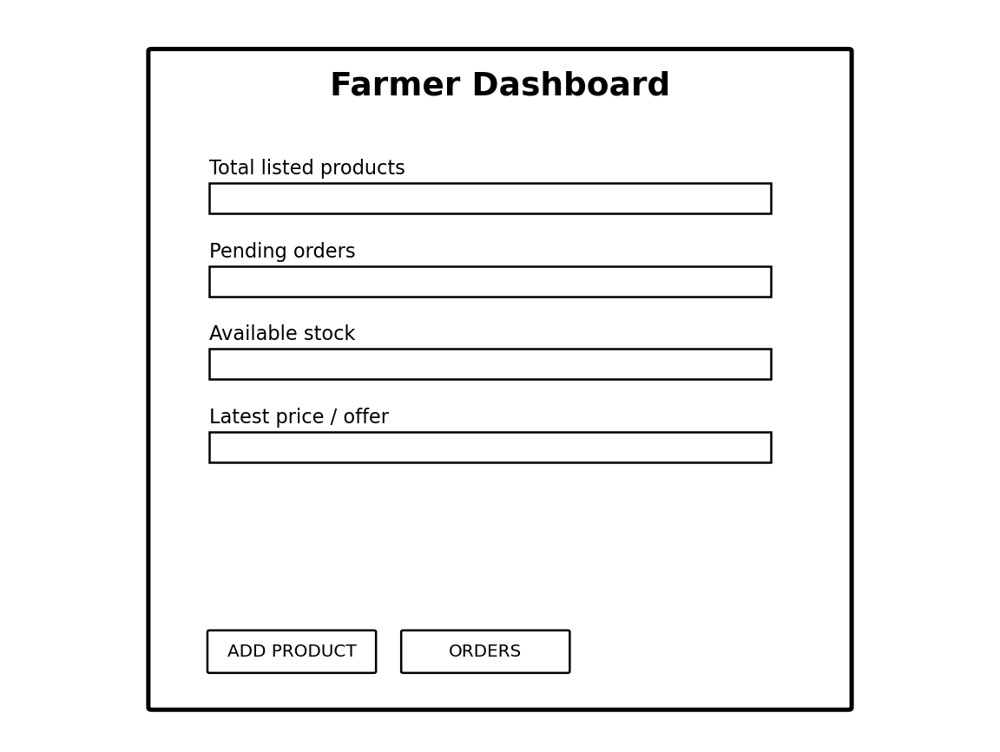 Farmer Dashboard
Total listed products
Pending orders
Available stock
Latest price / offer
ADD PRODUCT
ORDERS